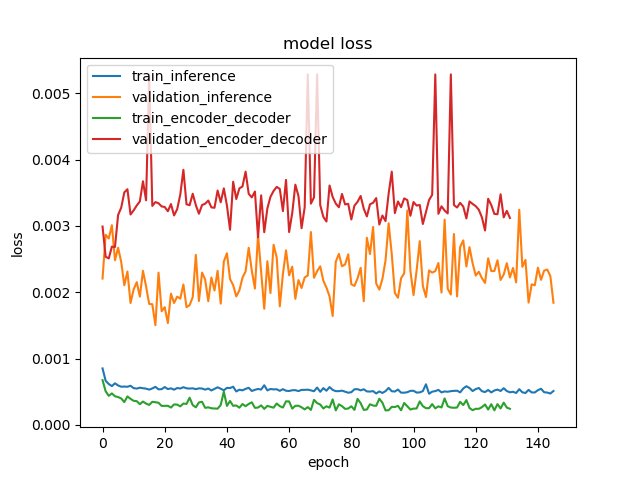 model loss
train_inference
validation_inference
train_encoder_decoder
validation_encoder_decoder
0.005
0.004
0.003
0.002
0.001
0.000
loss
0 20 40 60 80 100 120 140
epoch